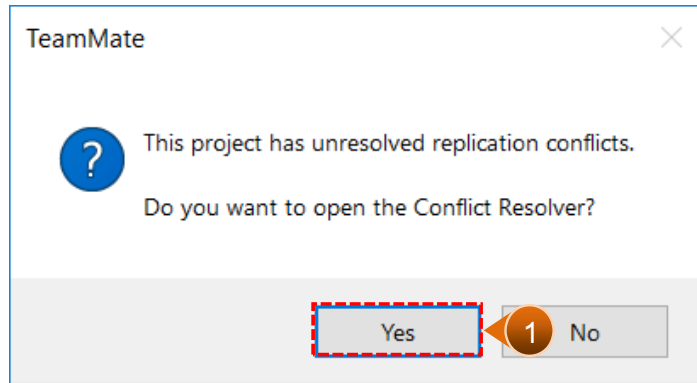 TeamMate
This project has unresolved replication conflicts.
Do you want to open the Conflict Resolver?
Yes
1
No